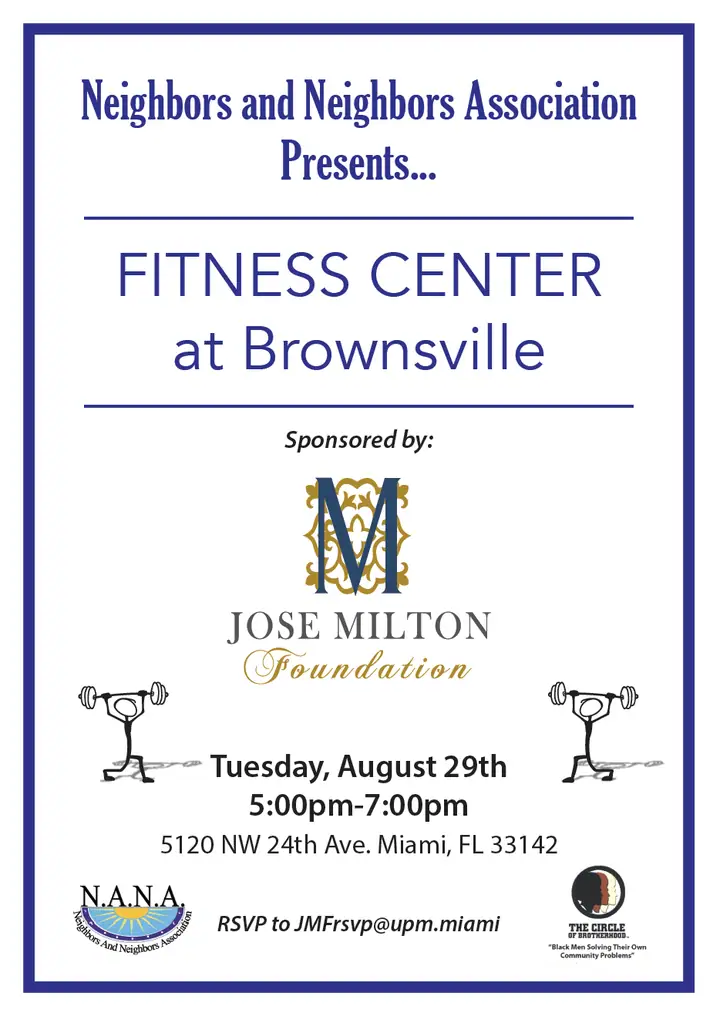 Neighbors and Neighbors Association
Presents...
FITNESS CENTER
at Brownsville
Sponsored by:
M
JOSE MILTON
Foundation
Tuesday, August 29th
5:00pm-7:00pm
5120 NW 24th Ave. Miami, FL 33142
N.A.N.A.
Neighbors And Neighbors Association
RSVP to JMFrsvp@upm.miami
THE CIRCLE
OF BROTHERHOOD.
"Black Men Solving Their Own
Community Problems"